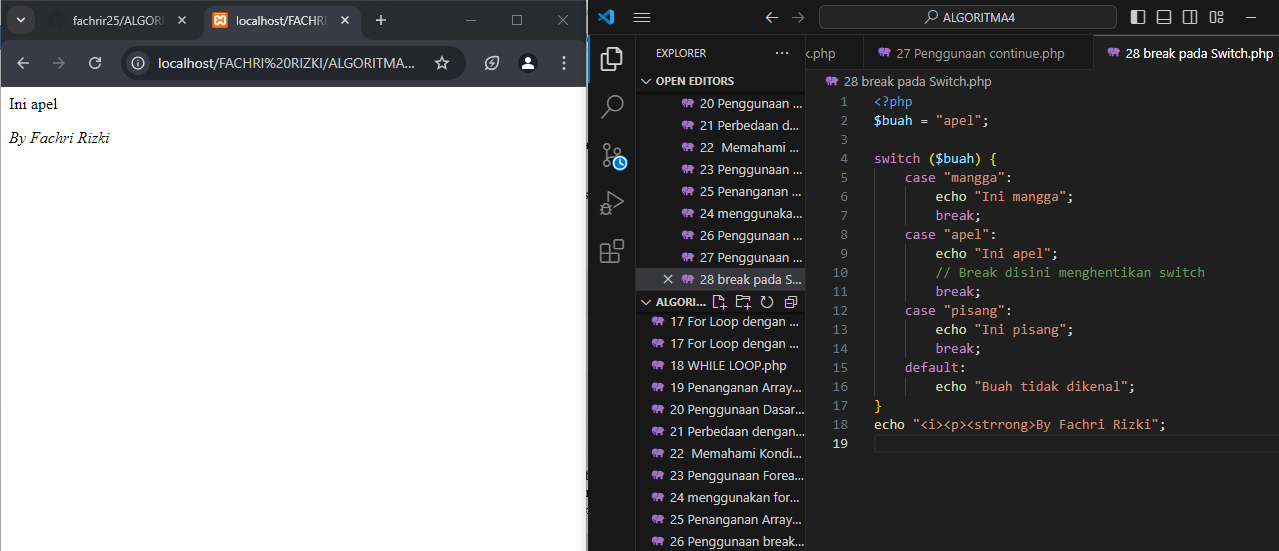 fachrir25/ALGORI
localhost/FACHRI
localhost/FACHRI%20RIZKI/ALGORITMA...
Ini apel
By Fachri Rizki
ALGORITMA4
EXPLORER
OPEN EDITORS
20 Penggunaan ...
21 Perbedaan d...
22 Memahami ...
23 Penggunaan ...
25 Penanganan ...
24 menggunaka...
26 Penggunaan ...
27 Penggunaan ...
28 break pada S...
ALGORI...
17 For Loop dengan ...
17 For Loop dengan ...
18 WHILE LOOP.php
19 Penanganan Array...
20 Penggunaan Dasar...
21 Perbedaan dengan...
22 Memahami Kondi...
23 Penggunaan Forea...
24 menggunakan for...
25 Penanganan Array...
26 Penggunaan break...
k.php
27 Penggunaan continue.php
28 break pada Switch.php
28 break pada Switch.php
1 <?php
2 $buah = "apel";
3
4 switch ($buah) {
5 case "mangga":
6 echo "Ini mangga";
7 break;
8 case "apel":
9 echo "Ini apel";
10 // Break disini menghentikan switch
11 break;
12 case "pisang":
13 echo "Ini pisang";
14 break;
15 default:
16 echo "Buah tidak dikenal";
17 }
18 echo "<i><p><strrong>By Fachri Rizki";
19